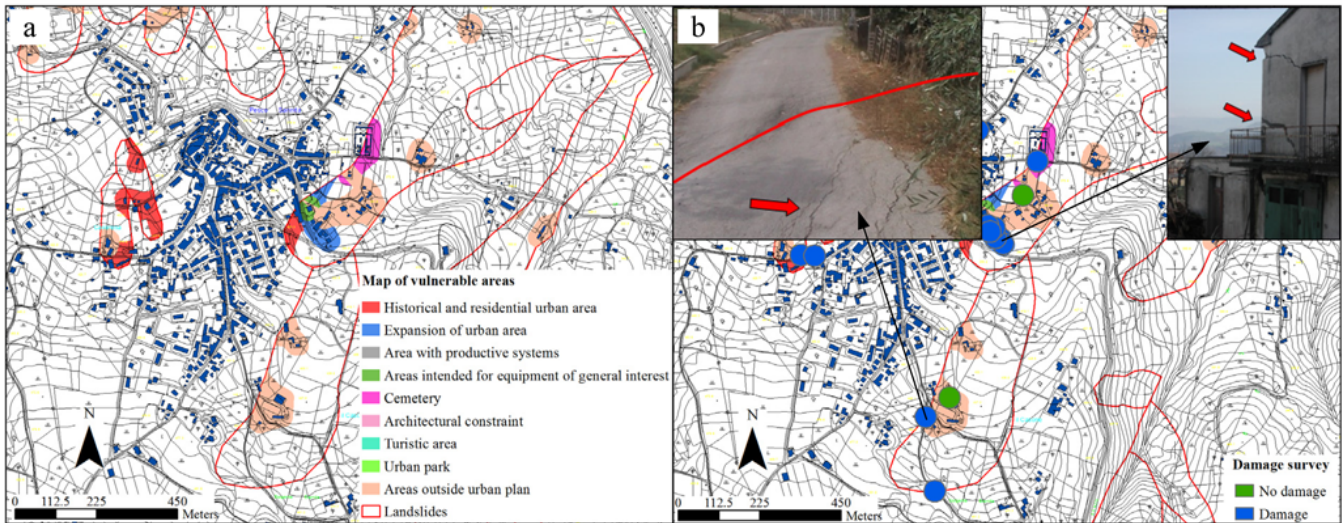 a
Map of vulnerable areas
Historical and residential urban area
Expansion of urban area
Area with productive systems
Areas intended for equipment of general interest
Cemetery
Architectural constraint
Turistic area
Urban park
Areas outside urban plan
Landslides
N
0 112.5 225 450
Meters
b
N
0 112.5 225 450
Meters
Damage survey
No damage
Damage